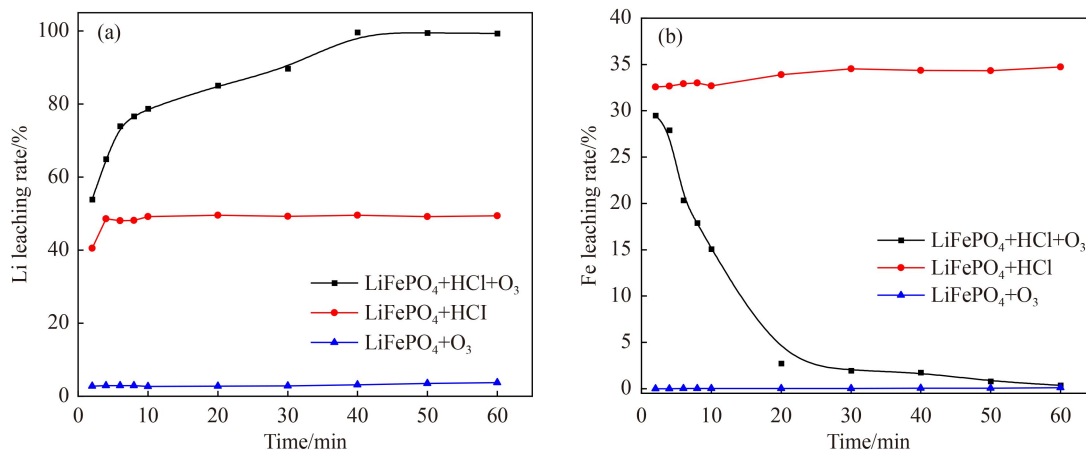 (a)
100
80
60
40
20
0
0
10
20
30
40
50
60
Li leaching rate/%
Time/min
LiFePO₄+HCl+O₃
LiFePO₄+HCI
LiFePO₄+O₃
(b)
40
35
30
25
20
15
10
5
0
0
10
20
30
40
50
60
Fe leaching rate/%
Time/min
LiFePO₄+HCl+O₃
LiFePO₄+HCl
LiFePO₄+O₃